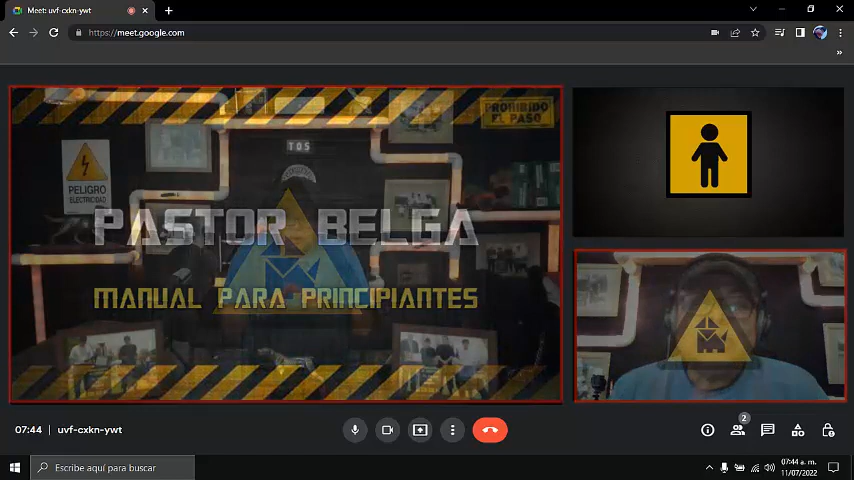 Meet: uvf-cxkn-ywt
https://meet.google.com
PROHIBIDO
EL PASO
TOS
PELIGRO
ELECTRICIDAD
PASTOR BELGA
MANUAL PARA PRINCIPIANTES
07:44 | uvf-cxkn-ywt
2
Escribe aquí para buscar
07:44 a. m.
11/07/2022